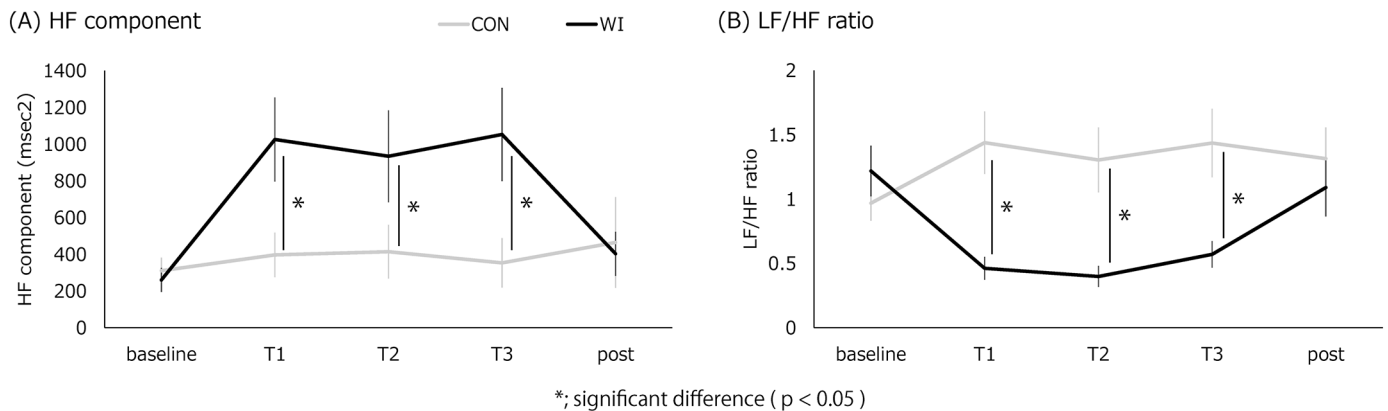 (A) HF component
CON
WI
(B) LF/HF ratio
HF component (msec2)
1400
1200
1000
800
600
400
200
0
*
*
*
baseline
T1
T2
T3
post
LF/HF ratio
2
1.5
1
0.5
0
*
*
*
baseline
T1
T2
T3
post
*; significant difference ( p < 0.05 )